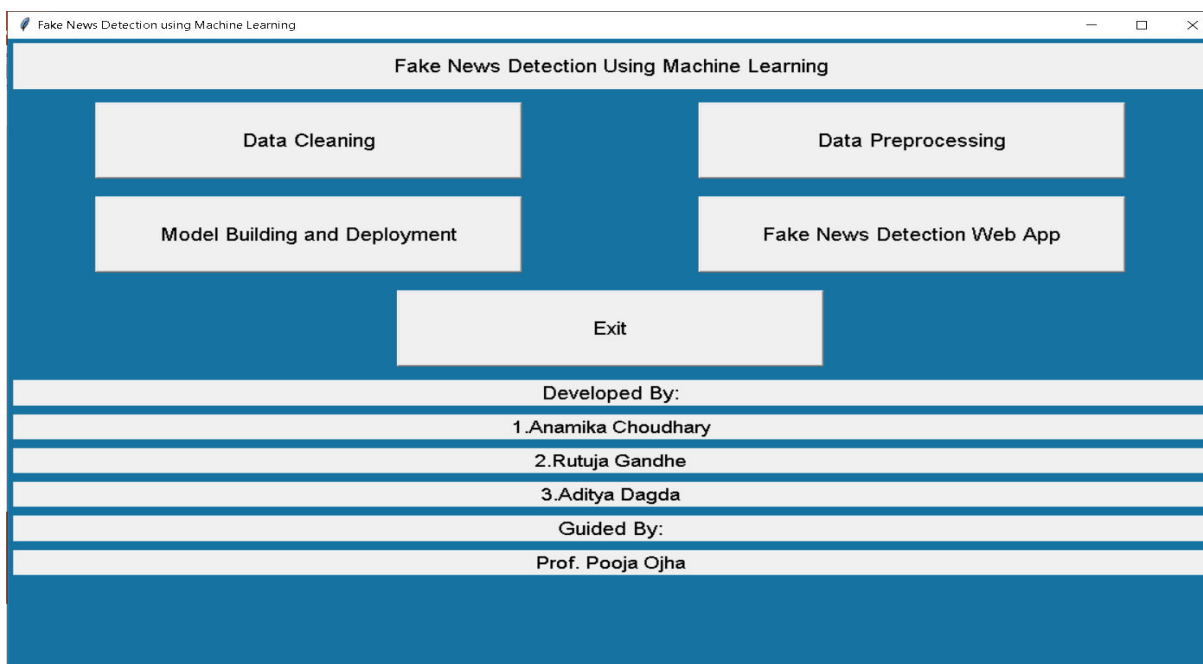 Fake News Detection using Machine Learning
Fake News Detection Using Machine Learning
Data Cleaning
Data Preprocessing
Model Building and Deployment
Fake News Detection Web App
Exit
Developed By:
1.Anamika Choudhary
2.Rutuja Gandhe
3.Aditya Dagda
Guided By:
Prof. Pooja Ojha